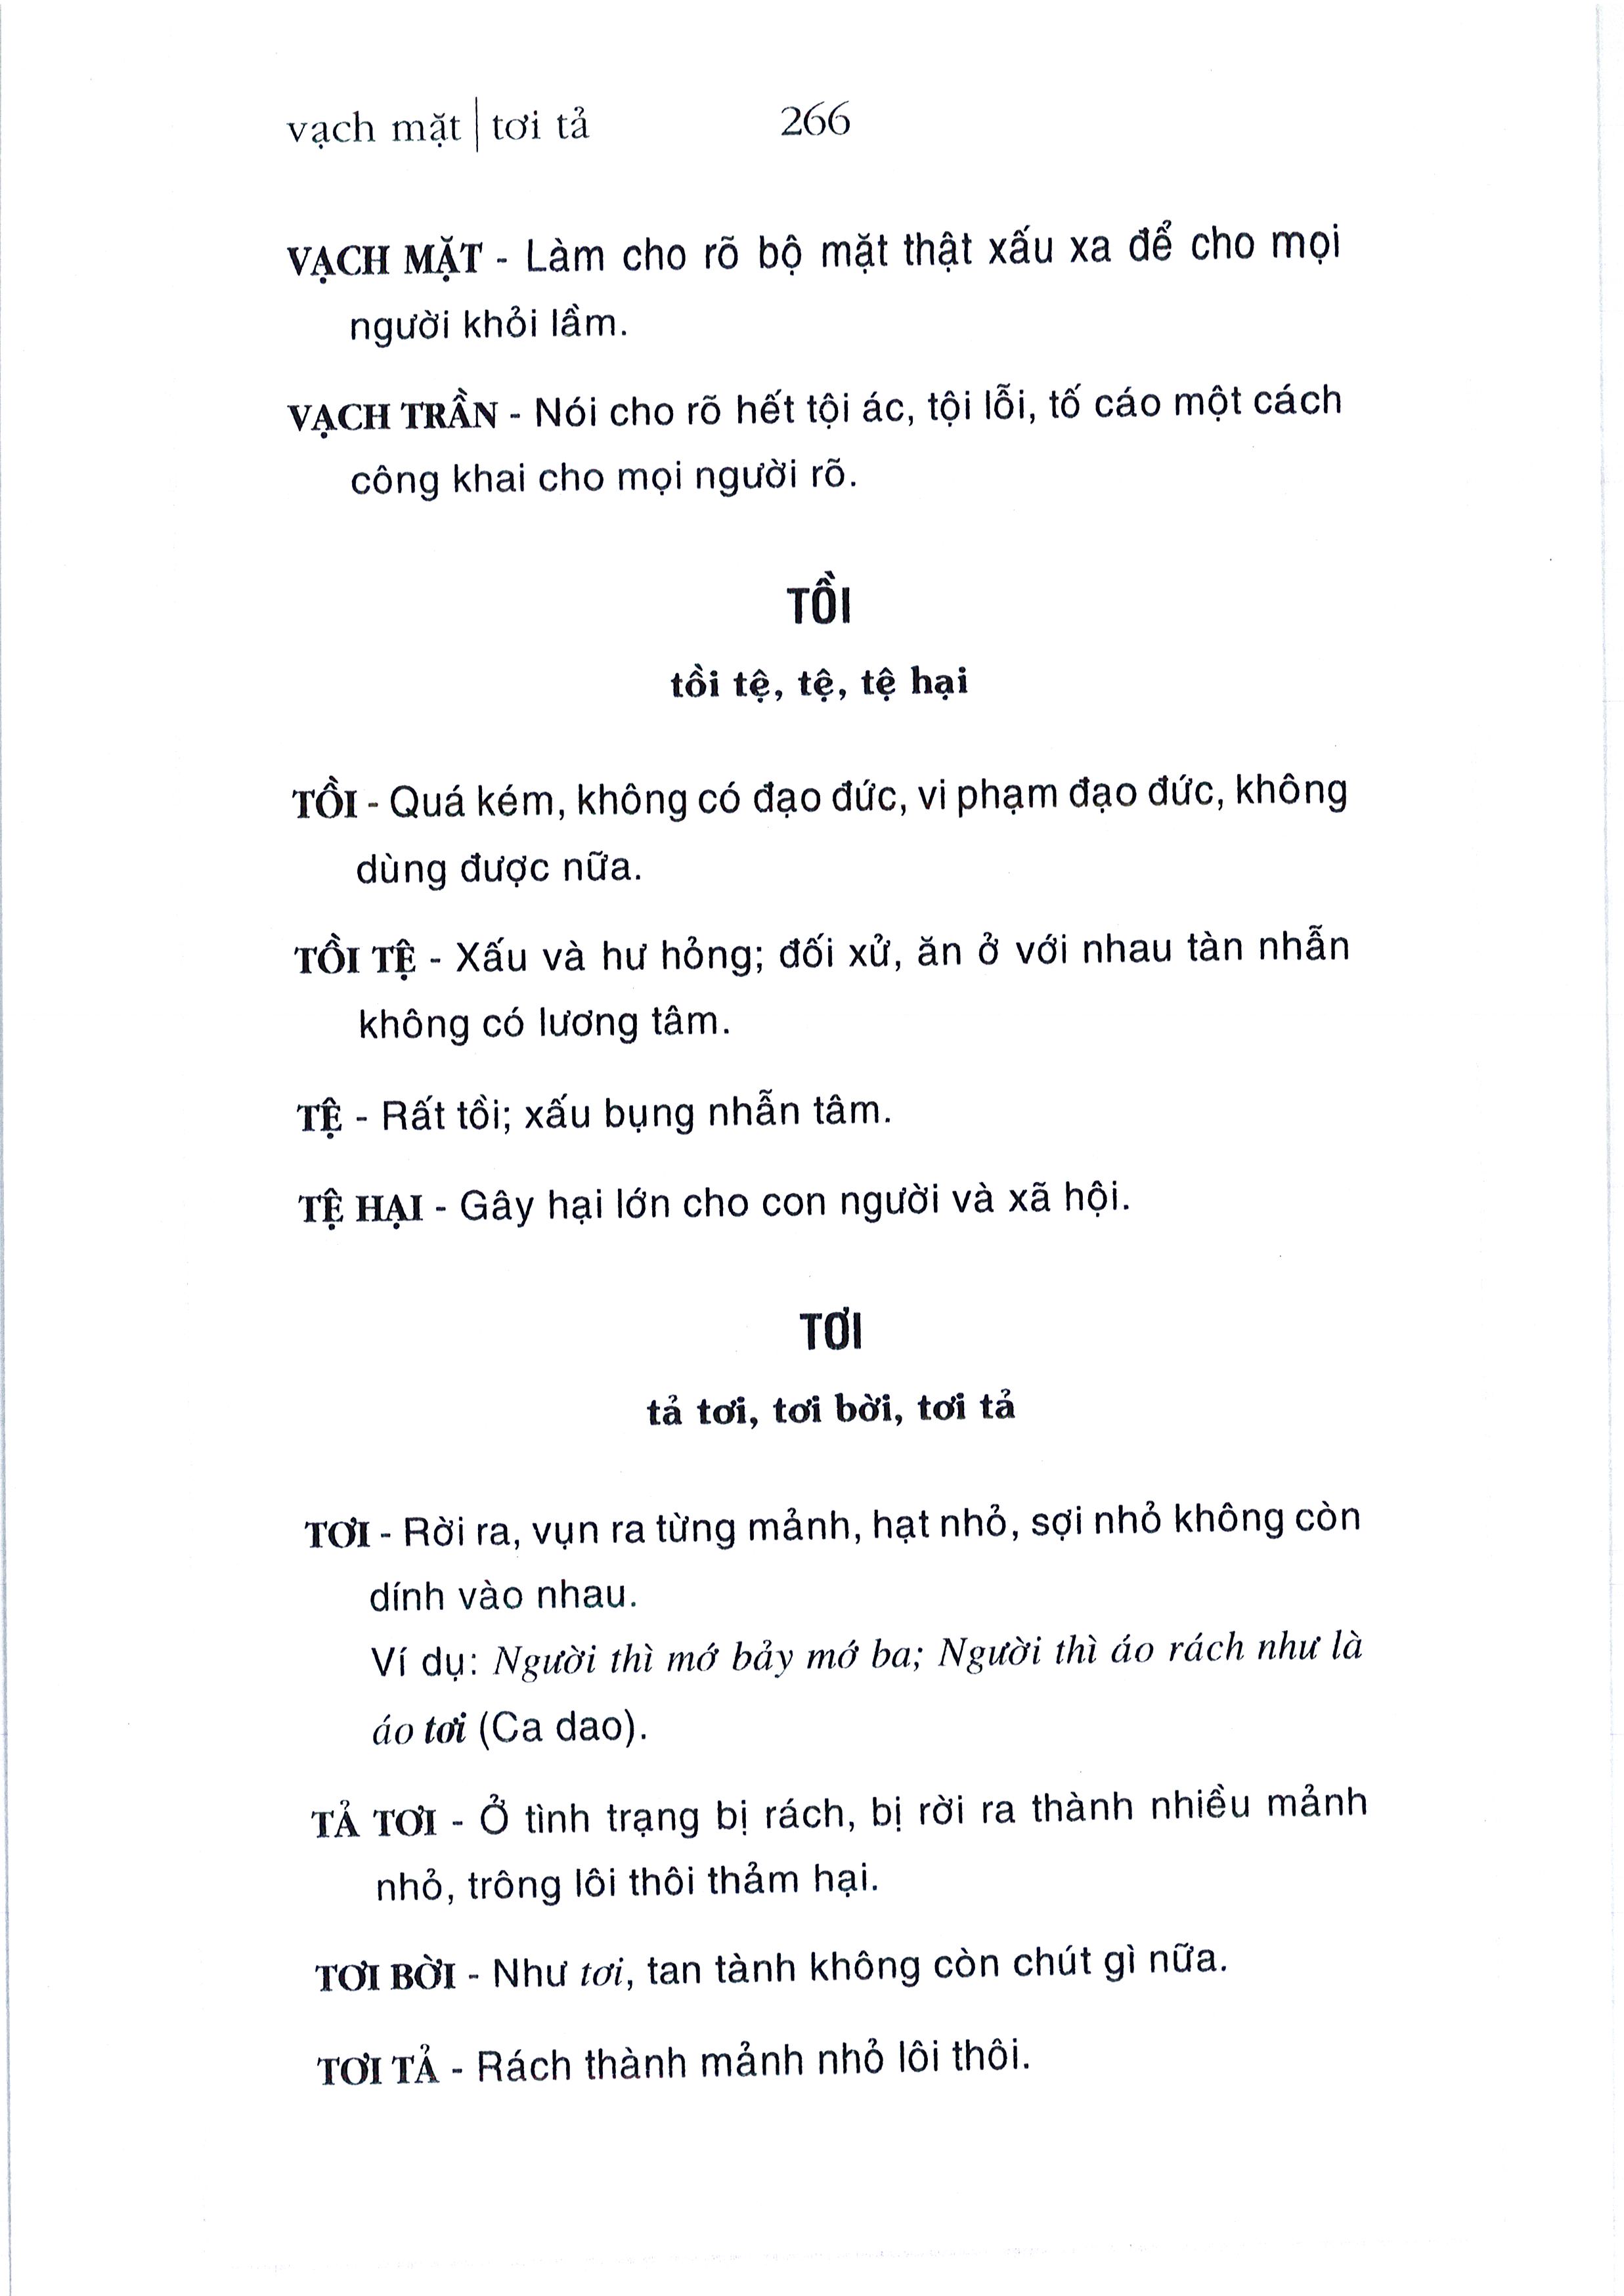 vạch mặt | tơi tả 266
VẠCH MẶT - Làm cho rõ bộ mặt thật xấu xa để cho mọi
người khỏi lầm.
VẠCH TRẦN - Nói cho rõ hết tội ác, tội lỗi, tố cáo một cách
công khai cho mọi người rõ.
TỒI
tồi tệ, tệ, tệ hại
TỒI - Quá kém, không có đạo đức, vi phạm đạo đức, không
dùng được nữa.
TỒI TỆ - Xấu và hư hỏng; đối xử, ăn ở với nhau tàn nhẫn
không có lương tâm.
TỆ - Rất tồi; xấu bụng nhẫn tâm.
TỆ HẠI - Gây hại lớn cho con người và xã hội.
TƠI
tả tơi, tơi bời, tơi tả
TƠI - Rời ra, vụn ra từng mảnh, hạt nhỏ, sợi nhỏ không còn
dính vào nhau.
Ví dụ: Người thì mớ bảy mớ ba; Người thì áo rách như là
áo tơi (Ca dao).
TẢ TƠI - Ở tình trạng bị rách, bị rời ra thành nhiều mảnh
nhỏ, trông lôi thôi thảm hại.
TƠI BỜI - Như tơi, tan tành không còn chút gì nữa.
TƠI TẢ - Rách thành mảnh nhỏ lôi thôi.